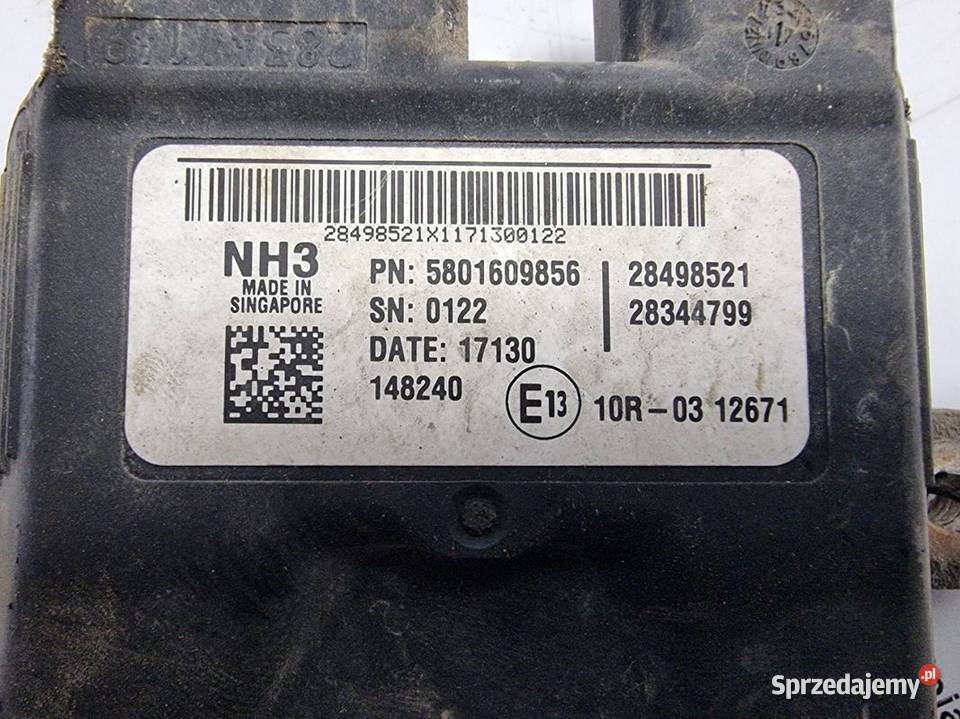 28498521X1171300122
NH3
MADE IN
SINGAPORE
PN: 5801609856
SN: 0122
DATE: 17130
148240
28498521
28344799
E13
10R-03 12671
Sprzedajemy.pl